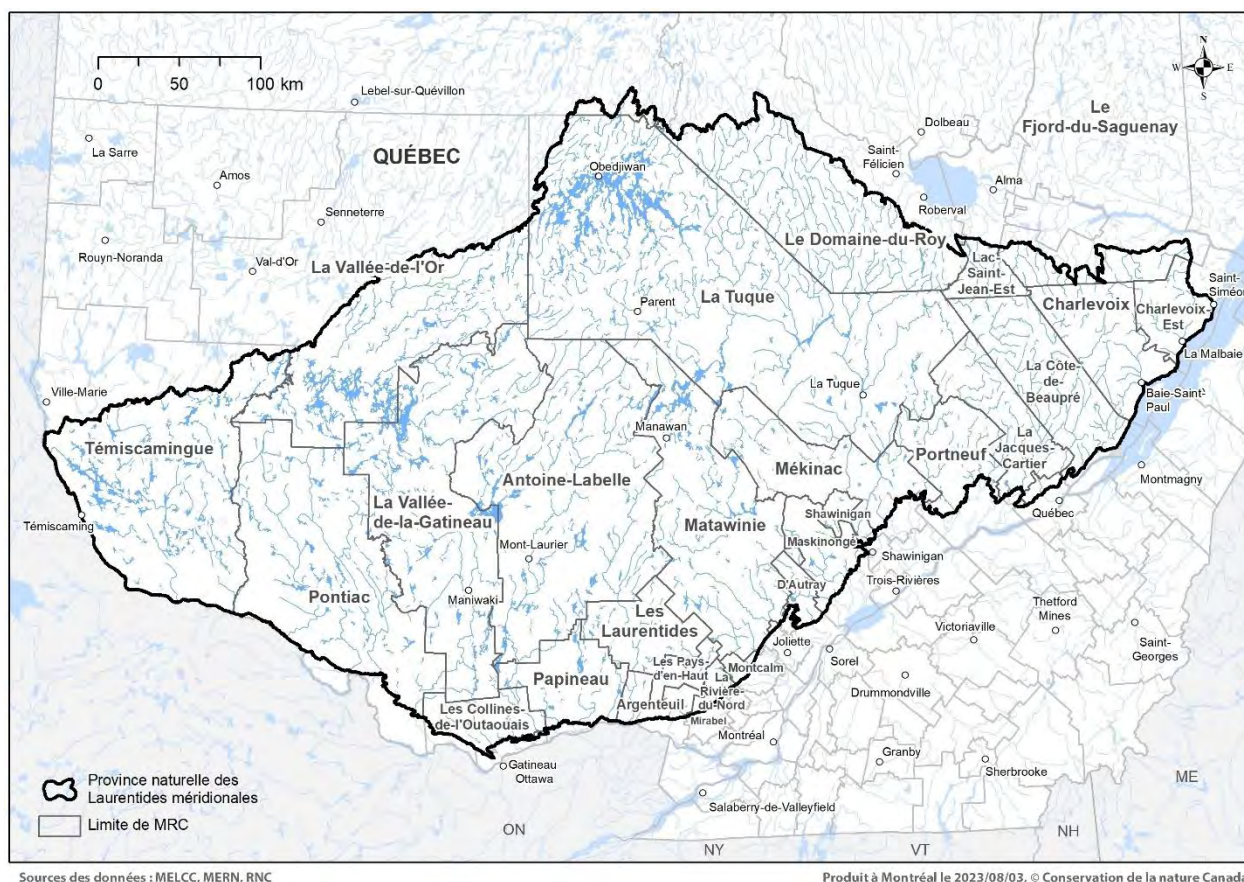 N
W E
S
0 50 100 km
Lebel-sur-Quévillon
Le
Fjord-du-Saguenay
Dolbeau
La Sarre
QUÉBEC
Saint-
Félicien
Obedjiwan
Amos
Alma
Roberval
Senneterre
Le Domaine-du-Roy
Rouyn-Noranda
Val-d'Or
La Vallée-de-l'Or
Lac-
Saint-
Jean-Est
Saint-
Siméon
La Tuque
Charlevoix
Charlevoix-
Est
Parent
La Malbaie
La Côte-
de-
Beaupré
Ville-Marie
La Tuque
Baie-Saint-
Paul
Manawan
Témiscamingue
La
Jacques-
Cartier
Portneuf
Mékinac
Montmagny
Antoine-Labelle
La Vallée-
de-la-Gatineau
Québec
Shawinigan
Témiscaming
Matawinie
Maskinongé
Mont-Laurier
Shawinigan
D'Autray
Trois-Rivières
Pontiac
Maniwaki
Les
Laurentides
Thetford
Mines
Victoriaville
Saint-
Georges
Joliette
Sorel
Les Pays-
d'en-Haut
Montcalm
Papineau
La
Rivière-
du-Nord
Drummondville
Argenteuil
Les Collines-
de-l'Outaouais
Mirabel
Montréal
Granby
Sherbrooke
Gatineau
Ottawa
ME
Province naturelle des
Laurentides méridionales
Salaberry-de-Valleyfield
Limite de MRC
ON
NY
VT
NH
Sources des données : MELCC, MERN, RNC
Produit à Montréal le 2023/08/03. © Conservation de la nature Canada